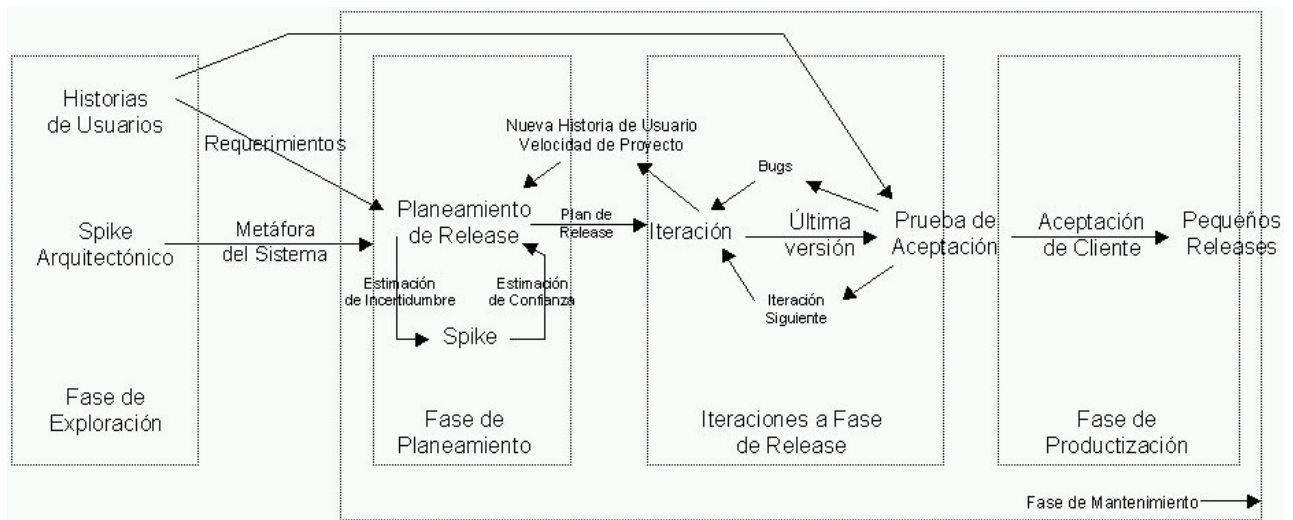 Historias
de Usuarios
Requerimientos
Spike
Arquitectónico
Metáfora
del Sistema
Fase de
Exploración
Nueva Historia de Usuario
Velocidad de Proyecto
Planeamiento
de Release
Plan de
Release
Estimación
de Incertidumbre
Estimación
de Confianza
Spike
Fase de
Planeamiento
Bugs
Iteración
Última
versión
Prueba de
Aceptación
Iteración
Siguiente
Iteraciones a Fase
de Release
Aceptación
de Cliente
Pequeños
Releases
Fase de
Productización
Fase de Mantenimiento